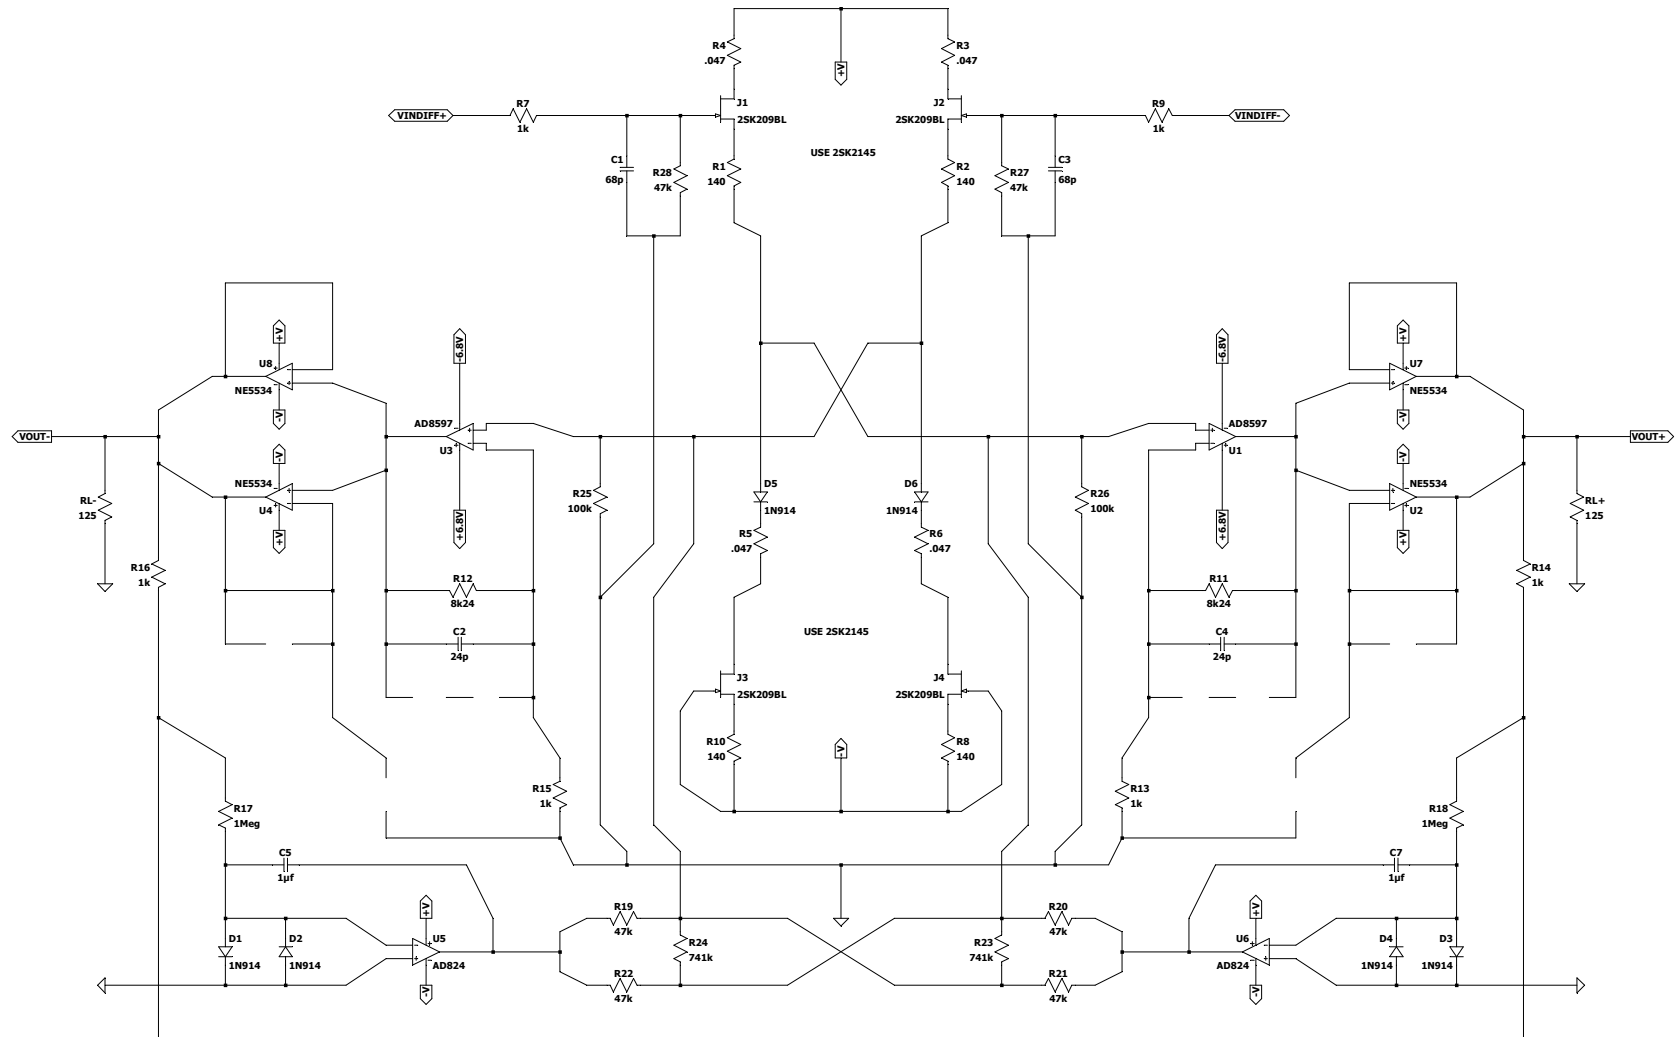 R4
.047
R3
.047
+V
VINDIFF+
R7
1k
J1
2SK209BL
J2
2SK209BL
R9
1k
VINDIFF-
USE 2SK2145
C1
68p
R28
47k
R1
140
R2
140
R27
47k
C3
68p
+V
U8
NE5534
-V
-6.8V
-6.8V
+V
U7
NE5534
-V
VOUT-
AD8597
U3
AD8597
U1
VOUT+
-V
NE5534
U4
+V
RL-
125
+6.8V
R25
100k
D5
1N914
D6
1N914
R26
100k
+6.8V
-V
NE5534
U2
+V
RL+
125
R5
.047
R6
.047
R16
1k
R12
8k24
R11
8k24
R14
1k
USE 2SK2145
C2
24p
C4
24p
J3
2SK209BL
J4
2SK209BL
R10
140
-V
R8
140
R17
1Meg
R15
1k
R13
1k
R18
1Meg
C5
1µf
C7
1µf
+V
R19
47k
R20
47k
+V
D1
1N914
D2
1N914
U5
AD824
-V
R24
741k
R23
741k
U6
AD824
-V
D4
1N914
D3
1N914
R22
47k
R21
47k